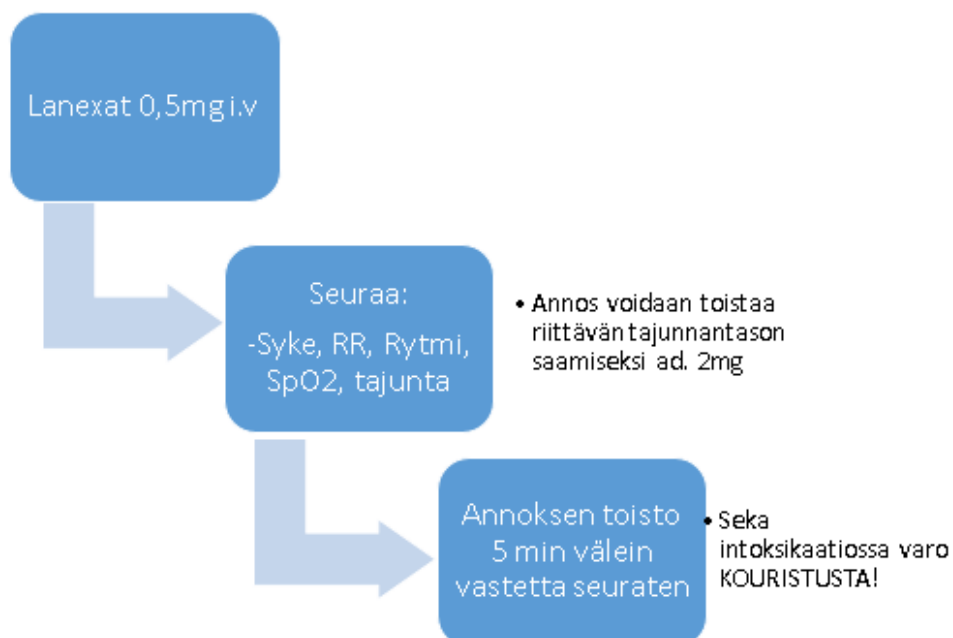 Lanexat 0,5mg i.v
Seuraa:
-Syke, RR, Rytmi,
SpO2, tajunta
• Annos voidaan toistaa
riittävän tajunnantason
saamiseksi ad. 2mg
Annoksen toisto
5 min välein
vastetta seuraten
• Seka
intoksikaatiossa varo
KOURISTUSTA!